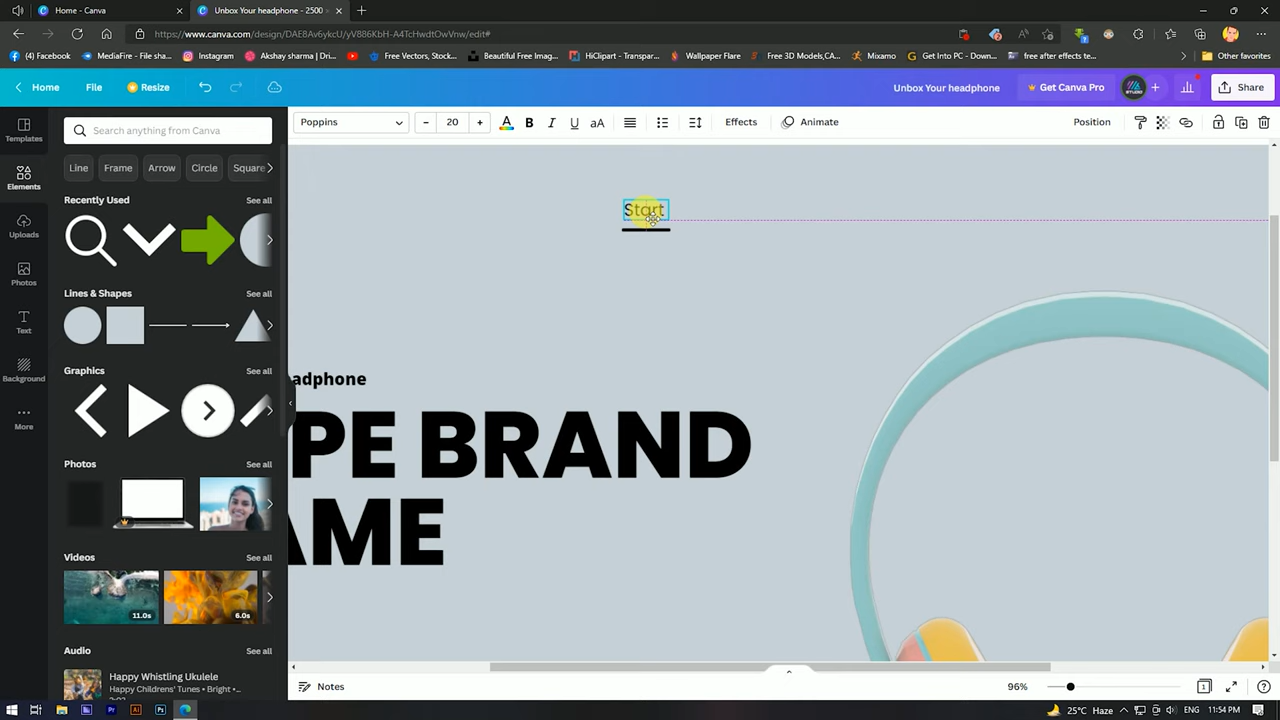 Home - Canva
Unbox Your headphone - 2500
https://www.canva.com/design/DAE8Av6ykcU/yV886KbH-A4TcHwdtOwVnw/edit#
(4) Facebook
MediaFire - File sha...
Instagram
Akshay sharma | Dri...
Free Vectors, Stock...
Beautiful Free Imag...
HiClipart - Transpar...
Wallpaper Flare
Free 3D Models,CA...
Mixamo
Get Into PC - Down...
free after effects te...
Other favorites
Home
File
Resize
Unbox Your headphone
Get Canva Pro
Share
Templates
Elements
Uploads
Photos
Text
Background
More
Search anything from Canva
Line
Frame
Arrow
Circle
Square
Recently Used
See all
Lines & Shapes
See all
Graphics
See all
Photos
See all
Videos
See all
11.0s
6.0s
Audio
See all
Happy Whistling Ukulele
Happy Childrens' Tunes • Bright •...
Poppins
20
B
I
U
aA
Effects
Animate
Position
Start
adphone
PE BRAND
AME
Notes
96%
1
25°C Haze
ENG
11:54 PM